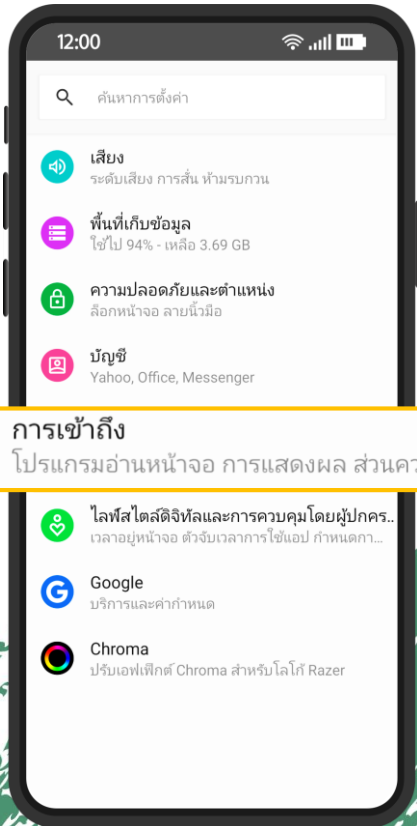 12:00
ค้นหาการตั้งค่า
เสียง
ระดับเสียง การสั่น ห้ามรบกวน
พื้นที่เก็บข้อมูล
ใช้ไป 94% - เหลือ 3.69 GB
ความปลอดภัยและตำแหน่ง
ล็อกหน้าจอ ลายนิ้วมือ
บัญชี
Yahoo, Office, Messenger
การเข้าถึง
โปรแกรมอ่านหน้าจอ การแสดงผล ส่วนคว
ไลฟ์สไตล์ดิจิทัลและการควบคุมโดยผู้ปกคร..
เวลาอยู่หน้าจอ ตัวจับเวลาการใช้แอป กำหนดกา...
Google
บริการและค่ากำหนด
Chroma
ปรับเอฟเฟ็กต์ Chroma สำหรับโลโก้ Razer